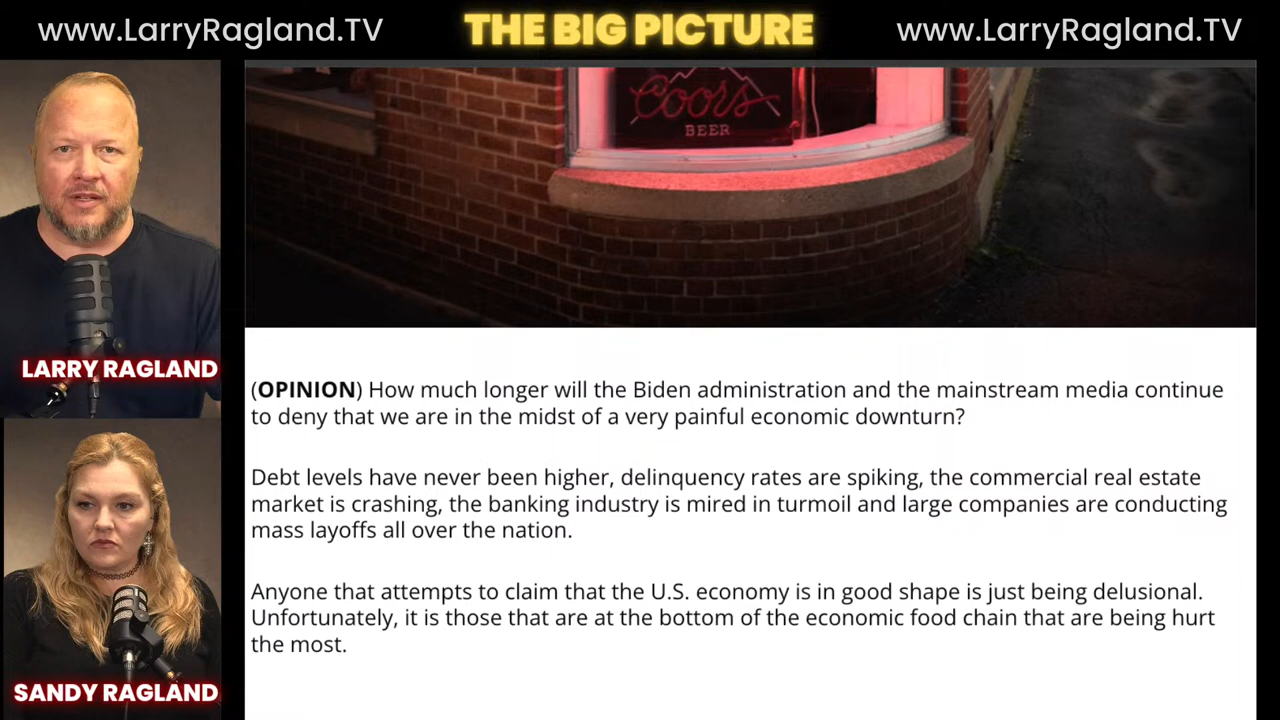 www.LarryRagland.TV
THE BIG PICTURE
www.LarryRagland.TV
Coors
BEER
LARRY RAGLAND
(OPINION) How much longer will the Biden administration and the mainstream media continue
to deny that we are in the midst of a very painful economic downturn?
Debt levels have never been higher, delinquency rates are spiking, the commercial real estate
market is crashing, the banking industry is mired in turmoil and large companies are conducting
mass layoffs all over the nation.
Anyone that attempts to claim that the U.S. economy is in good shape is just being delusional.
Unfortunately, it is those that are at the bottom of the economic food chain that are being hurt
the most.
SANDY RAGLAND